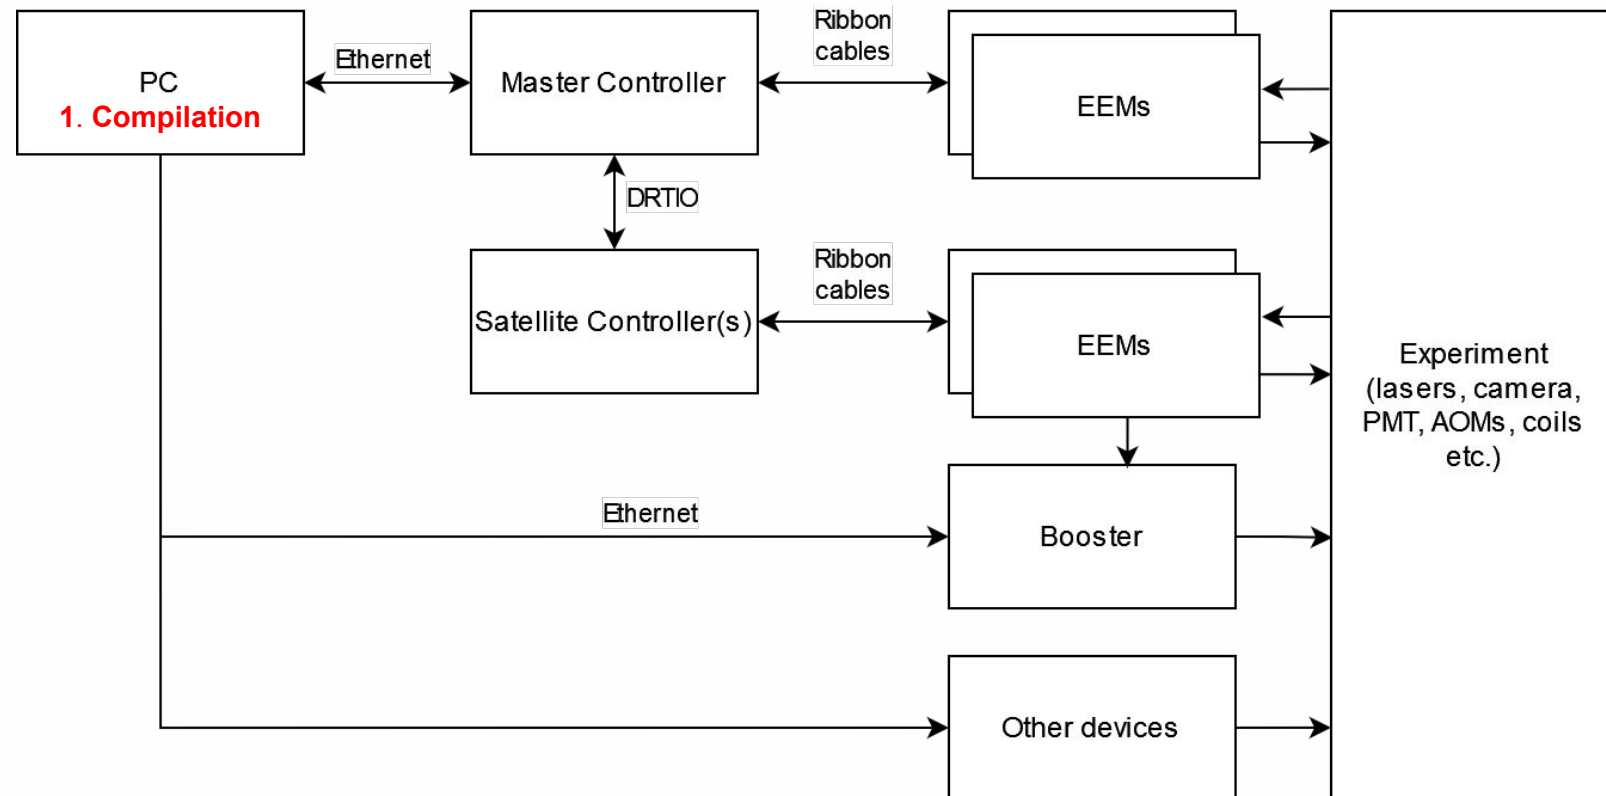 PC
1. Compilation
Ethernet
Master Controller
Ribbon
cables
EEMs
DRTIO
Satellite Controller(s)
Ribbon
cables
EEMs
Experiment
(lasers, camera,
PMT, AOMs, coils
etc.)
Ethernet
Booster
Other devices